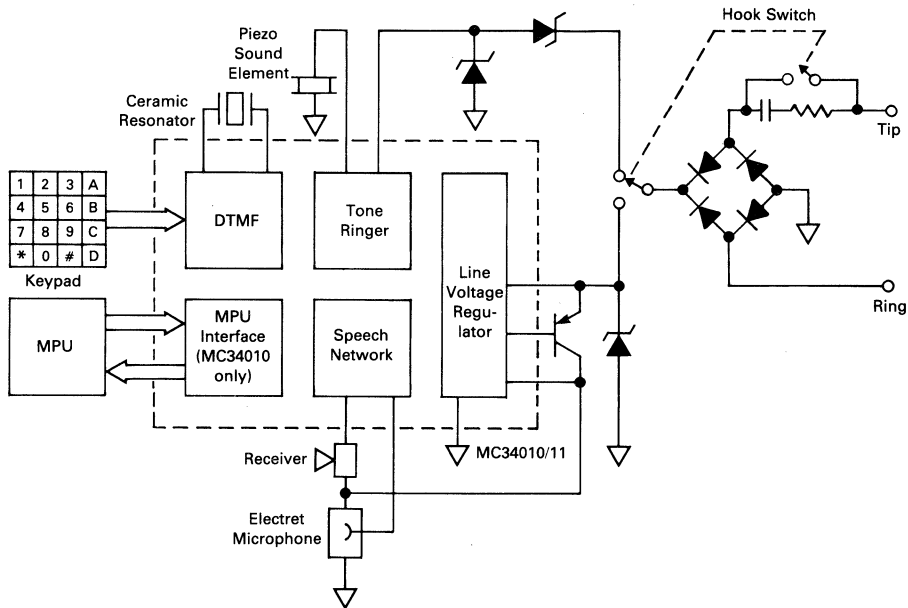 Piezo
Sound
Element
Hook Switch
Ceramic
Resonator
Tip
1 2 3 A
4 5 6 B
7 8 9 C
* 0 # D
Keypad
DTMF
Tone
Ringer
Line
Voltage
Regu-
lator
Ring
MPU
MPU
Interface
(MC34010
only)
Speech
Network
MC34010/11
Receiver
Electret
Microphone